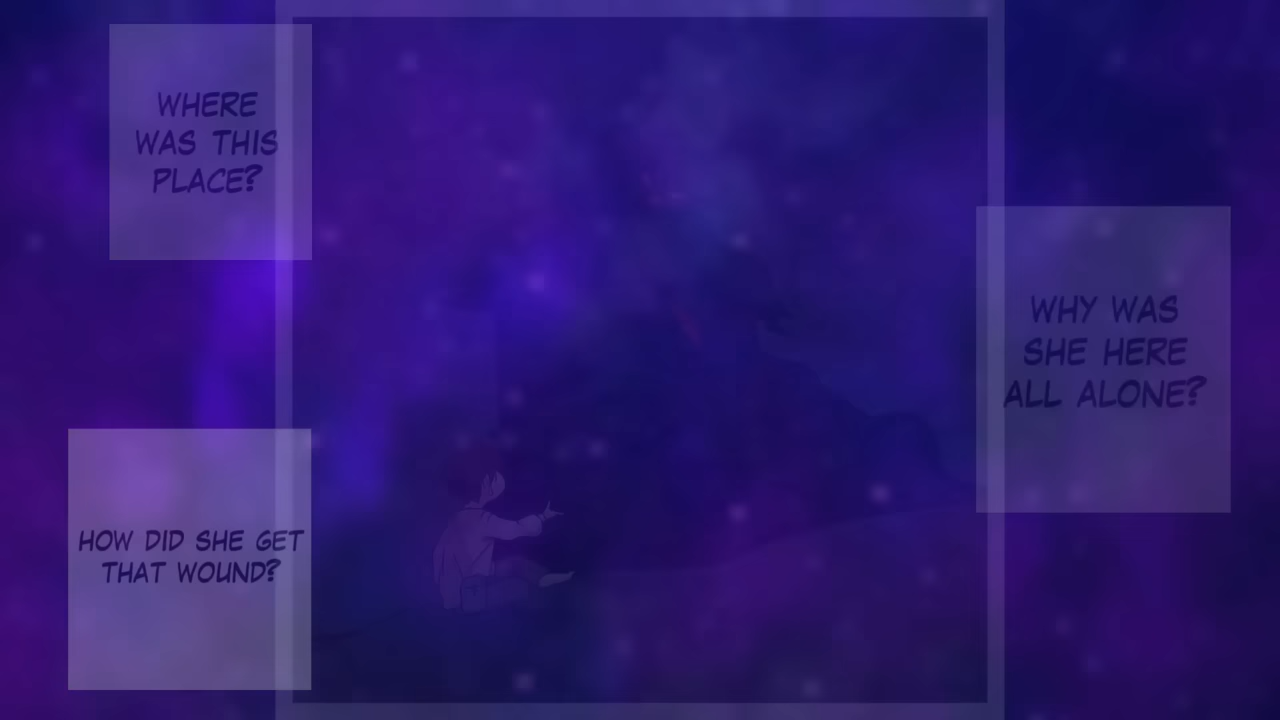 WHERE
WAS THIS
PLACE?
WHY WAS
SHE HERE
ALL ALONE?
HOW DID SHE GET
THAT WOUND?